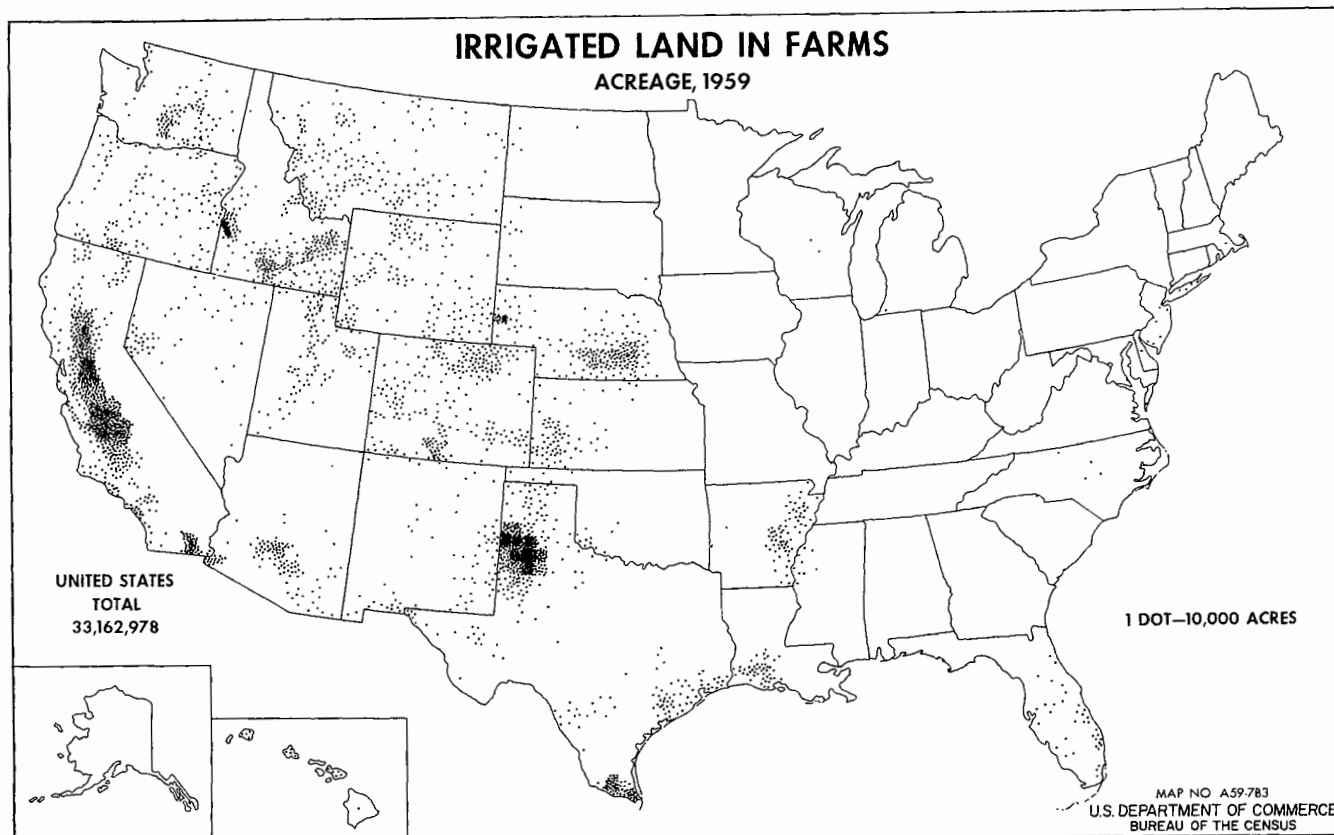 IRRIGATED LAND IN FARMS
ACREAGE, 1959
UNITED STATES
TOTAL
33,162,978
1 DOT—10,000 ACRES
MAP NO A59-783
U.S. DEPARTMENT OF COMMERCE
BUREAU OF THE CENSUS